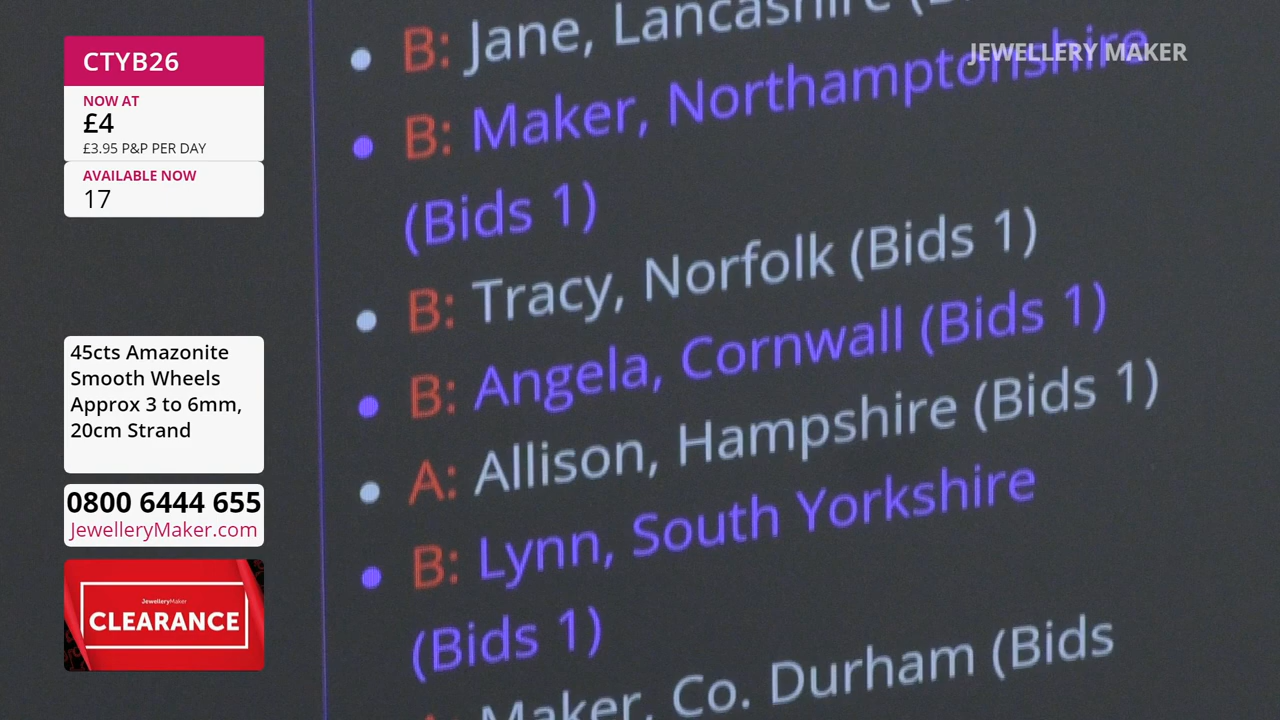 CTYB26
NOW AT
£4
£3.95 P&P PER DAY
AVAILABLE NOW
17
45cts Amazonite
Smooth Wheels
Approx 3 to 6mm,
20cm Strand
0800 6444 655
JewelleryMaker.com
JewelleryMaker
CLEARANCE
JEWELLERY MAKER
B: Jane, Lancashire
B: Maker, Northamptonshire
(Bids 1)
B: Tracy, Norfolk (Bids 1)
B: Angela, Cornwall (Bids 1)
A: Allison, Hampshire (Bids 1)
B: Lynn, South Yorkshire
(Bids 1)
Maker, Co. Durham (Bids